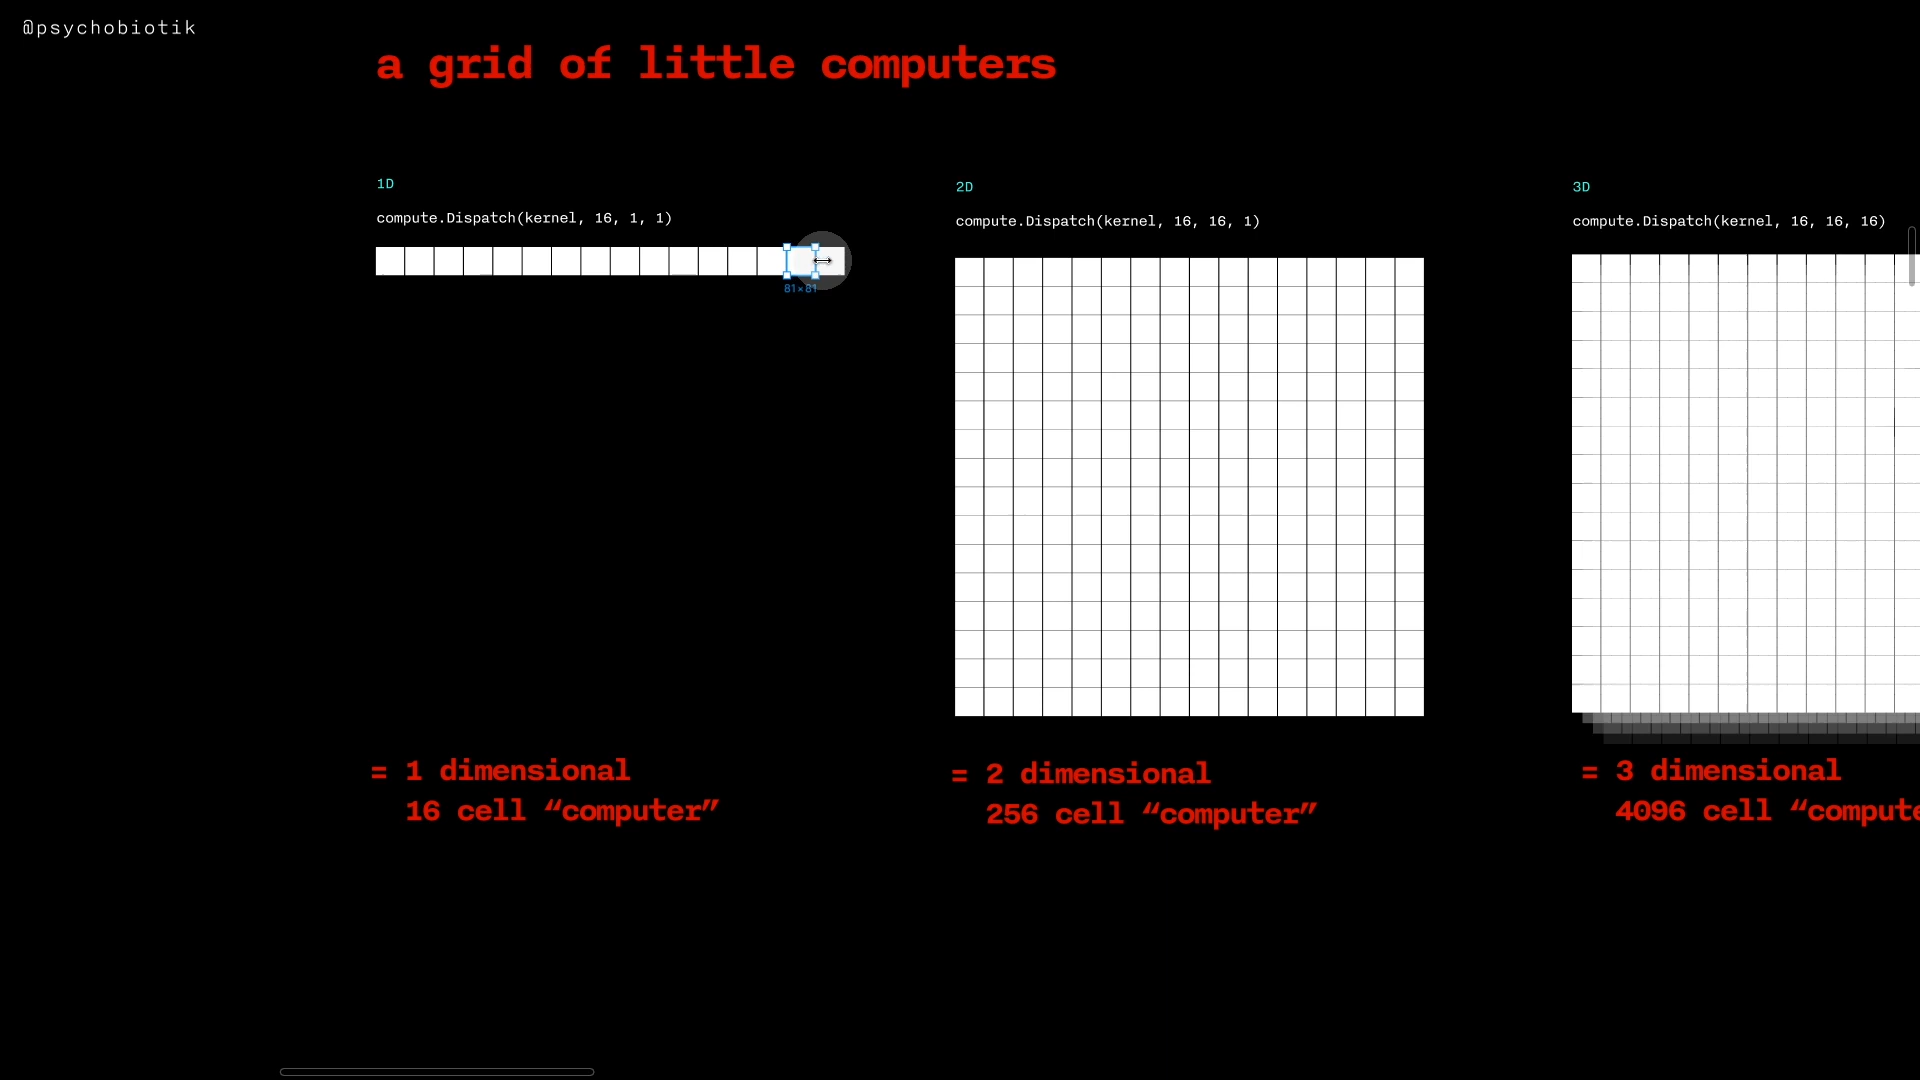 @psychobiotik
a grid of little computers
1D
compute.Dispatch(kernel, 16, 1, 1)
81×81
= 1 dimensional
16 cell “computer”
2D
compute.Dispatch(kernel, 16, 16, 1)
= 2 dimensional
256 cell “computer”
3D
compute.Dispatch(kernel, 16, 16, 16)
= 3 dimensional
4096 cell “compute